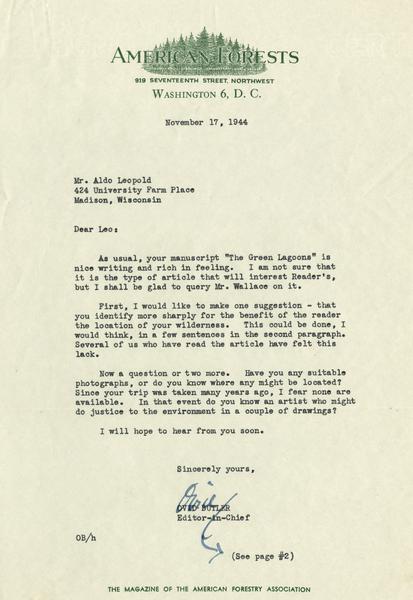 AMERICAN FORESTS
919 SEVENTEENTH STREET, NORTHWEST
WASHINGTON 6, D. C.
November 17, 1944
Mr. Aldo Leopold
424 University Farm Place
Madison, Wisconsin
Dear Leo:
As usual, your manuscript "The Green Lagoons" is
nice writing and rich in feeling. I am not sure that
it is the type of article that will interest Reader's,
but I shall be glad to query Mr. Wallace on it.
First, I would like to make one suggestion - that
you identify more sharply for the benefit of the reader
the location of your wilderness. This could be done, I
would think, in a few sentences in the second paragraph.
Several of us who have read the article have felt this
lack.
Now a question or two more. Have you any suitable
photographs, or do you know where any might be located?
Since your trip was taken many years ago, I fear none are
available. In that event do you know an artist who might
do justice to the environment in a couple of drawings?
I will hope to hear from you soon.
Sincerely yours,
Ovid
OVID BUTLER
Editor-in-Chief
OB/h
(See page #2)
THE MAGAZINE OF THE AMERICAN FORESTRY ASSOCIATION